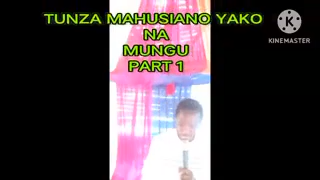 TUNZA MAHUSIANO YAKO
NA
MUNGU
PART 1
KINEMASTER